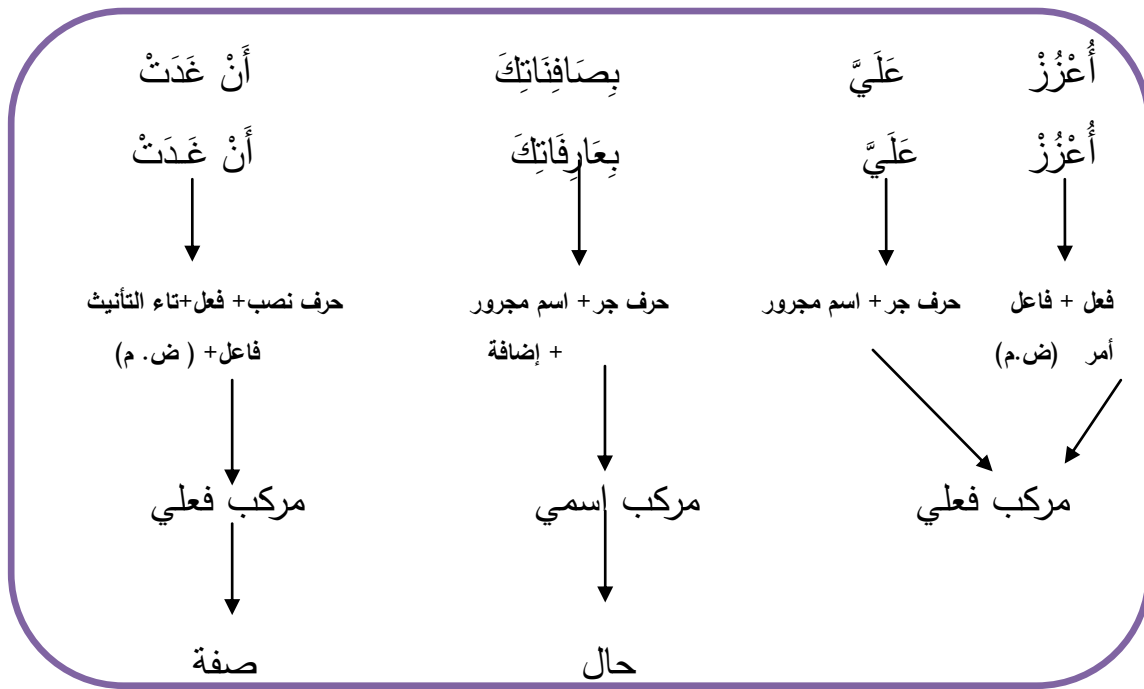 أُعْزُزْ عَلَيَّ بِصَافِنَاتِكَ أَنْ غَدَتْ
أُعْزُزْ عَلَيَّ بِعَارِفَاتِكَ أَنْ غَدَتْ
فعل + فاعل حرف جر + اسم مجرور حرف جر + اسم مجرور حرف نصب+ فعل+تاء التأنيث
أمر (ض.م) + إضافة فاعل+ ( ض. م)
مركب فعلي مركب إسمي مركب فعلي
حال صفة